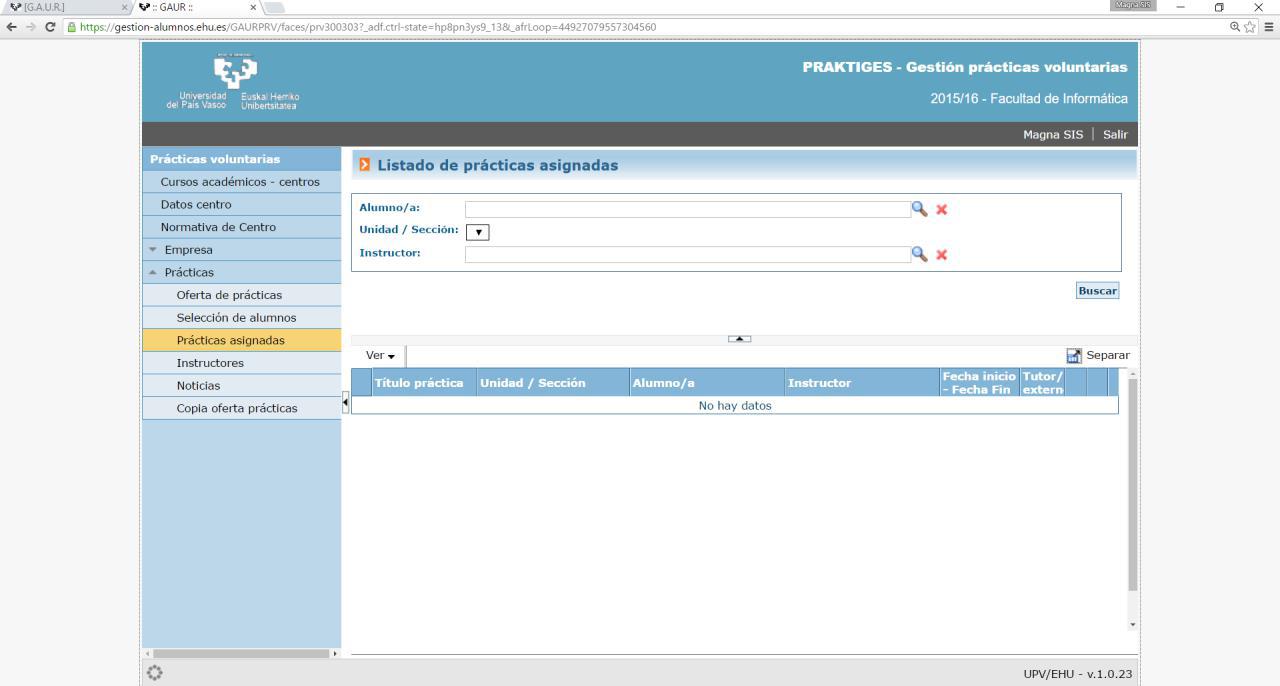 [G.A.U.R.]
:: GAUR ::
Magna SIS
https://gestion-alumnos.ehu.es/GAURPRV/faces/prv300303?_adf.ctrl-state=hp8pn3ys9_13&_afrLoop=44927079557304560
Universidad del País Vasco
Euskal Herriko Unibertsitatea
PRAKTIGES - Gestión prácticas voluntarias
2015/16 - Facultad de Informática
Magna SIS | Salir
Prácticas voluntarias
Cursos académicos - centros
Datos centro
Normativa de Centro
Empresa
Prácticas
Oferta de prácticas
Selección de alumnos
Prácticas asignadas
Instructores
Noticias
Copia oferta prácticas
Listado de prácticas asignadas
Alumno/a:
Unidad / Sección:
Instructor:
Buscar
Ver
Separar
Título práctica Unidad / Sección Alumno/a Instructor Fecha inicio - Fecha Fin Tutor/ extern
No hay datos
UPV/EHU - v.1.0.23